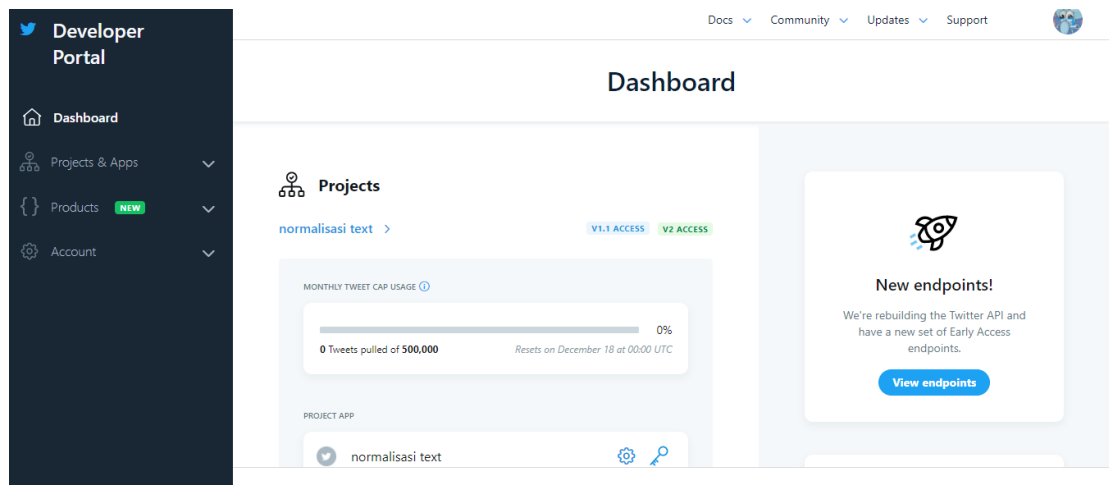 Developer
Portal
Dashboard
Projects & Apps
Products NEW
Account
Docs Community Updates Support
Dashboard
Projects
normalisasi text > V1.1 ACCESS V2 ACCESS
MONTHLY TWEET CAP USAGE
0%
0 Tweets pulled of 500,000 Resets on December 18 at 00:00 UTC
PROJECT APP
normalisasi text
New endpoints!
We're rebuilding the Twitter API and
have a new set of Early Access
endpoints.
View endpoints